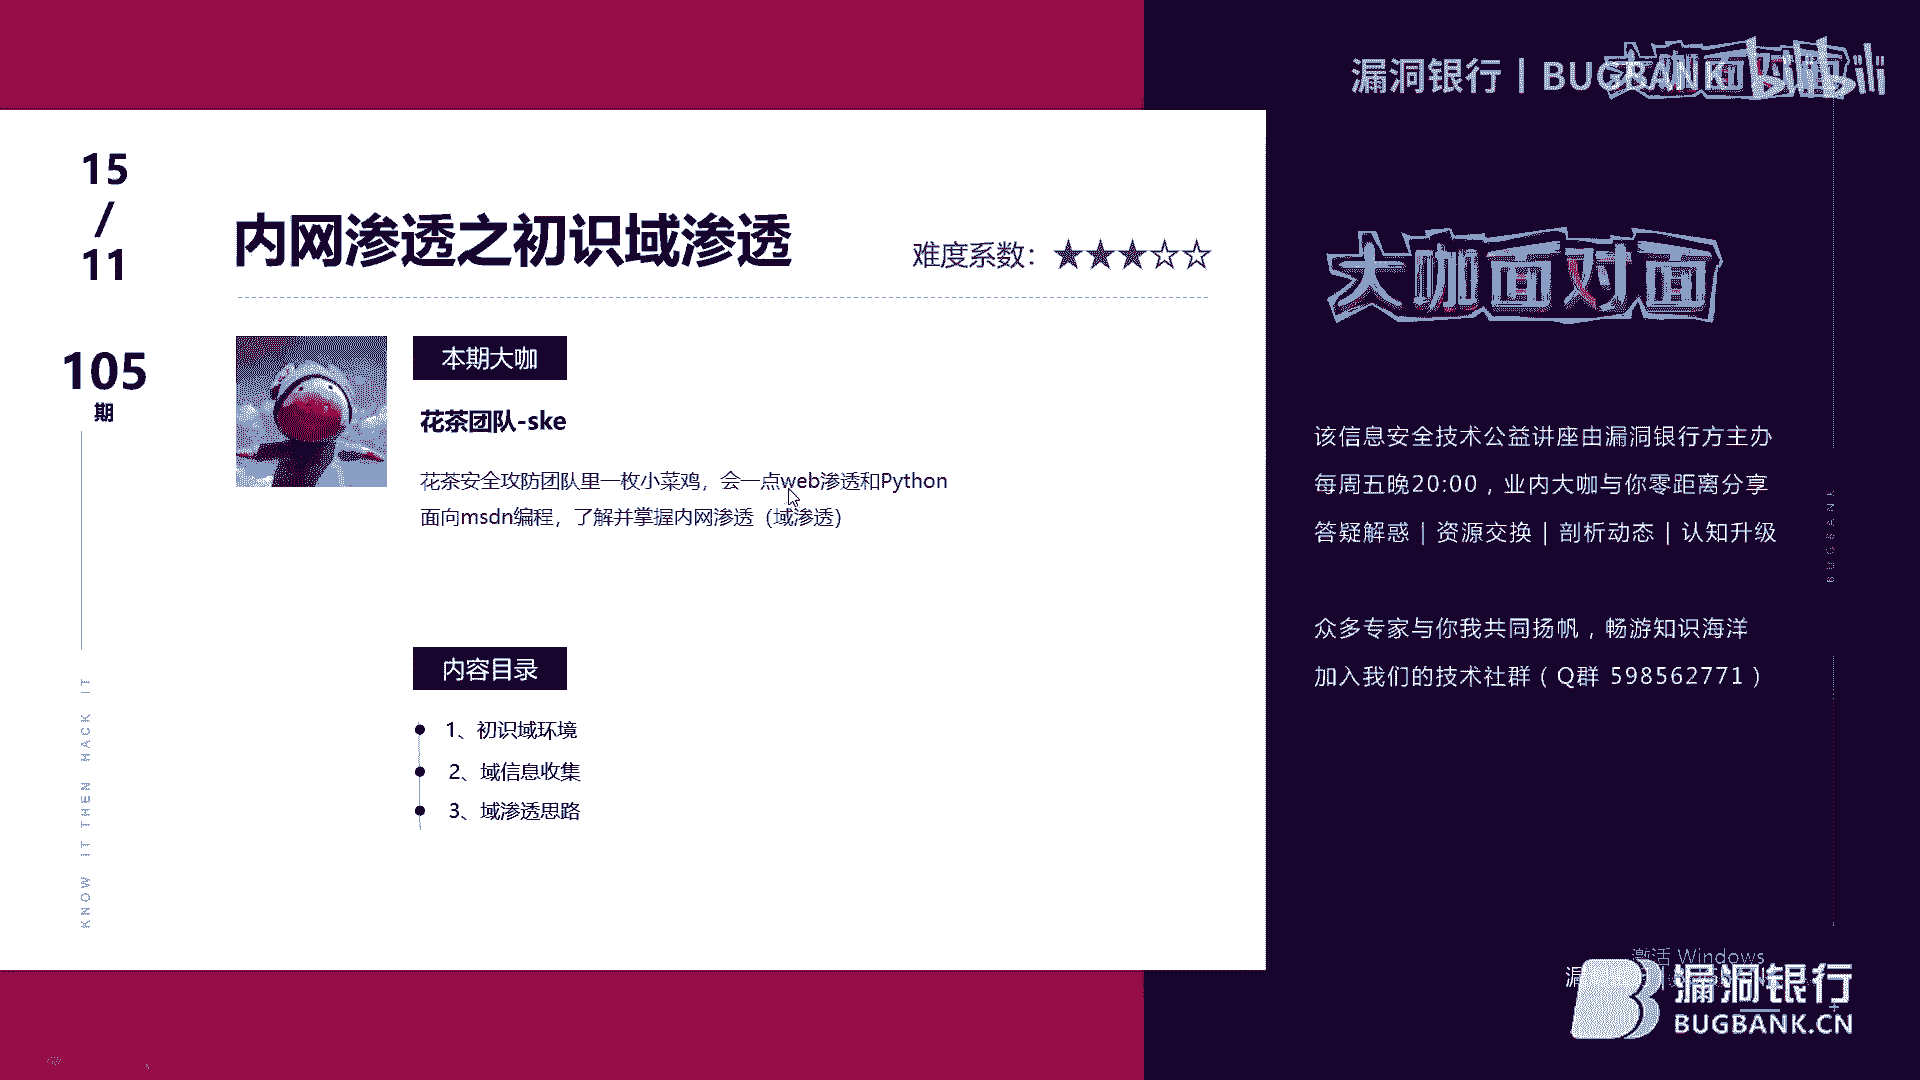 漏洞银行丨BUGBANK
bilibili
15
/
11
内网渗透之初识域渗透
难度系数：★★★☆☆
大咖面对面
105
期
本期大咖
花茶团队-ske
花茶安全攻防团队里一枚小菜鸡，会一点web渗透和Python
面向msdn编程，了解并掌握内网渗透（域渗透）
该信息安全技术公益讲座由漏洞银行方主办
每周五晚20:00，业内大咖与你零距离分享
答疑解惑｜资源交换｜剖析动态｜认知升级
BUGBANK
众多专家与你我共同扬帆，畅游知识海洋
加入我们的技术社群（Q群 598562771）
内容目录
1、初识域环境
2、域信息收集
3、域渗透思路
KNOW IT THEN HACK IT
激活 Windows
漏洞银行
BUGBANK.CN